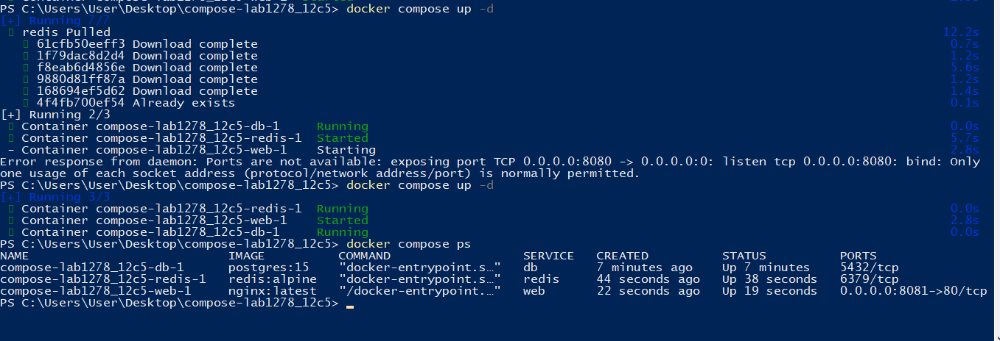 PS C:\Users\User\Desktop\compose-lab1278_12c5> docker compose up -d
[+] Running 7/7
redis Pulled 12.2s
61cfb50eeff3 Download complete 0.7s
1f79dac8d2d4 Download complete 1.2s
f8eab6d4856e Download complete 5.6s
9880d81ff87a Download complete 1.2s
168694ef5d62 Download complete 1.4s
4f4fb700ef54 Already exists 0.1s
[+] Running 2/3
Container compose-lab1278_12c5-db-1 Running 0.0s
Container compose-lab1278_12c5-redis-1 Started 5.7s
- Container compose-lab1278_12c5-web-1 Starting 2.8s
Error response from daemon: Ports are not available: exposing port TCP 0.0.0.0:8080 -> 0.0.0.0:0: listen tcp 0.0.0.0:8080: bind: Only
one usage of each socket address (protocol/network address/port) is normally permitted.
PS C:\Users\User\Desktop\compose-lab1278_12c5> docker compose up -d
[+] Running 3/3
Container compose-lab1278_12c5-redis-1 Running 0.0s
Container compose-lab1278_12c5-web-1 Started 2.8s
Container compose-lab1278_12c5-db-1 Running 0.0s
PS C:\Users\User\Desktop\compose-lab1278_12c5> docker compose ps
NAME IMAGE COMMAND SERVICE CREATED STATUS PORTS
compose-lab1278_12c5-db-1 postgres:15 "docker-entrypoint.s…" db 7 minutes ago Up 7 minutes 5432/tcp
compose-lab1278_12c5-redis-1 redis:alpine "docker-entrypoint.s…" redis 44 seconds ago Up 38 seconds 6379/tcp
compose-lab1278_12c5-web-1 nginx:latest "/docker-entrypoint.…" web 22 seconds ago Up 19 seconds 0.0.0.0:8081->80/tcp
PS C:\Users\User\Desktop\compose-lab1278_12c5>